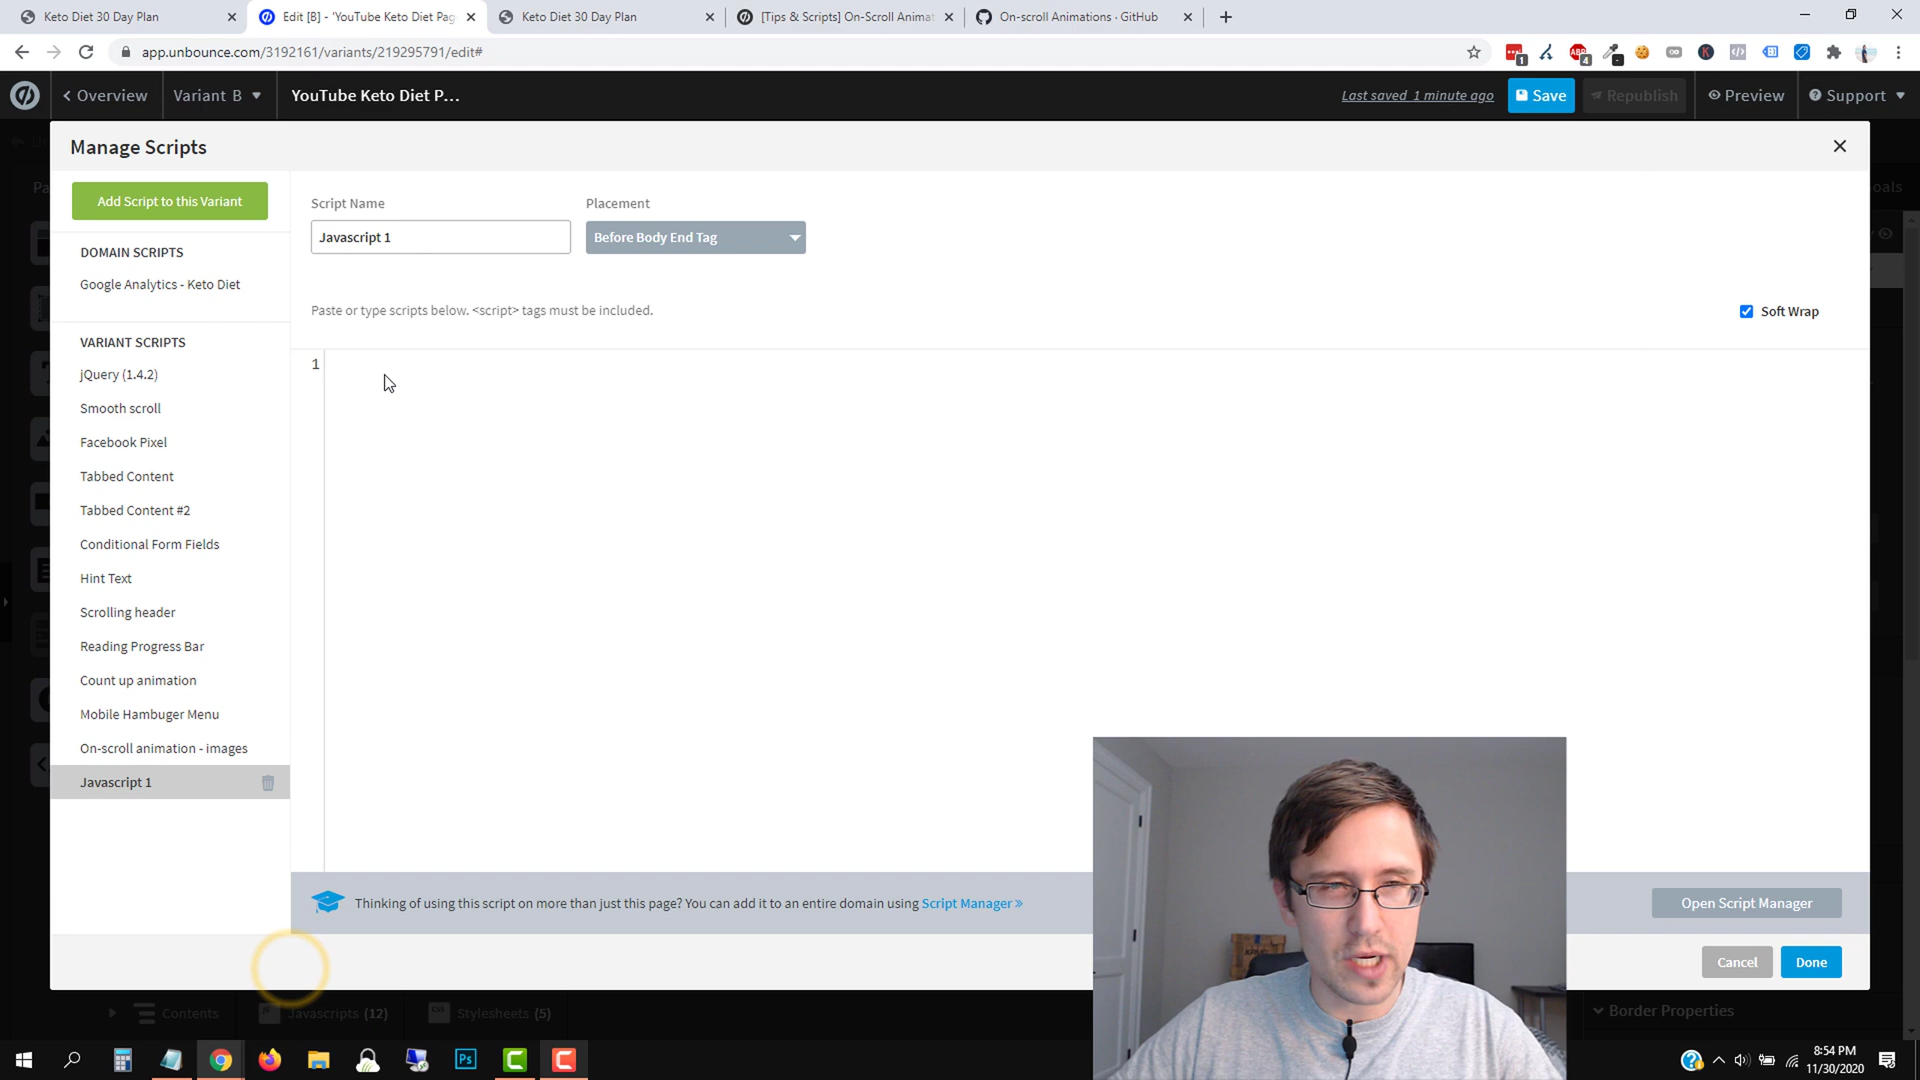 Keto Diet 30 Day Plan
Edit [B] - 'YouTube Keto Diet Pag
Keto Diet 30 Day Plan
[Tips & Scripts] On-Scroll Animat
On-scroll Animations · GitHub
app.unbounce.com/3192161/variants/219295791/edit#
Overview
Variant B
YouTube Keto Diet P...
Last saved 1 minute ago
Save
Republish
Preview
Support
Manage Scripts
Add Script to this Variant
DOMAIN SCRIPTS
Google Analytics - Keto Diet
VARIANT SCRIPTS
jQuery (1.4.2)
Smooth scroll
Facebook Pixel
Tabbed Content
Tabbed Content #2
Conditional Form Fields
Hint Text
Scrolling header
Reading Progress Bar
Count up animation
Mobile Hambuger Menu
On-scroll animation - images
Javascript 1
Script Name
Placement
Javascript 1
Before Body End Tag
Paste or type scripts below. <script> tags must be included.
Soft Wrap
1
Thinking of using this script on more than just this page? You can add it to an entire domain using Script Manager »
Open Script Manager
Cancel
Done
Contents
Javascripts (12)
Stylesheets (5)
Border Properties
8:54 PM
11/30/2020